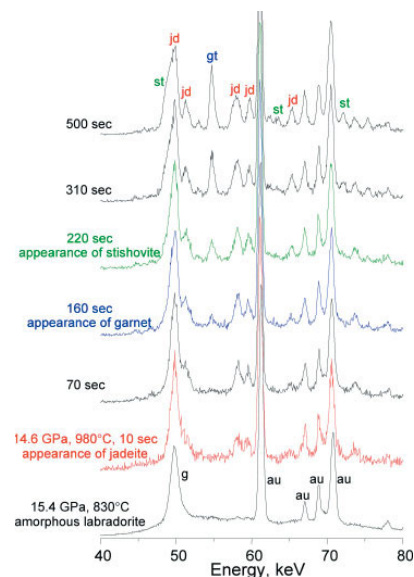 jd
gt
st
jd
jd
jd
st
jd
st
500 sec
310 sec
220 sec
appearance of stishovite
160 sec
appearance of garnet
70 sec
14.6 GPa, 980°C, 10 sec
appearance of jadeite
g
au
au
au
au
15.4 GPa, 830°C
amorphous labradorite
40 50 60 70 80
Energy, keV